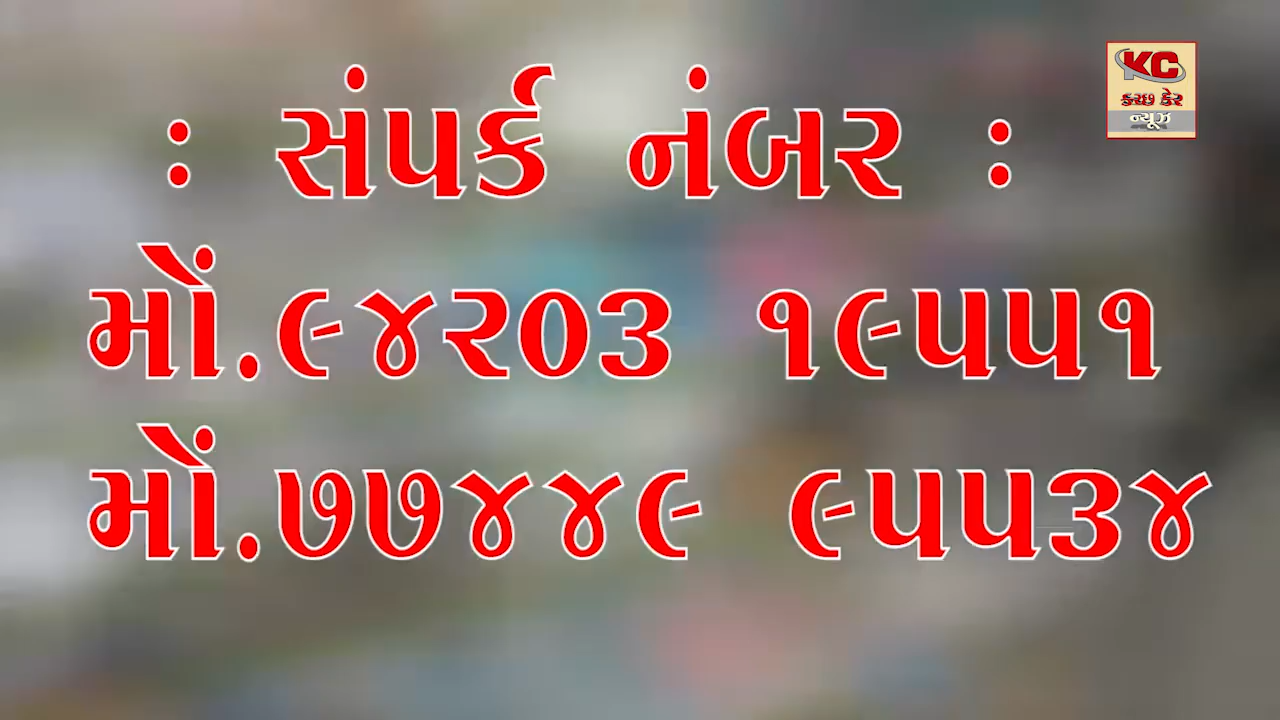 : સંપર્ક નંબર :
મોં.૯૪૨૦૩ ૧૯૫૫૧
મોં.૭૭૪૪૯ ૯૫૫૩૪
KC
કચ્છ કેર
ન્યૂઝ